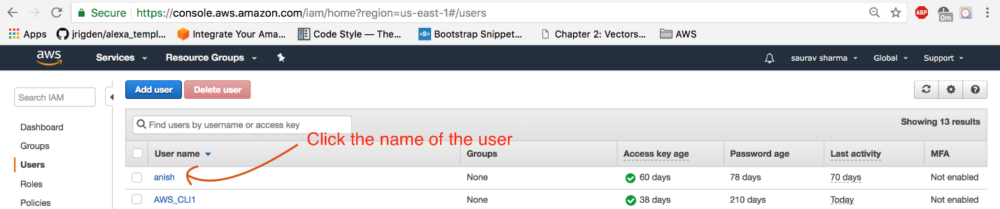 Secure https://console.aws.amazon.com/iam/home?region=us-east-1#/users ABP 0m
Apps jrigden/alexa_templ... Integrate Your Ama... Code Style — The... <B> Bootstrap Snippet... Chapter 2: Vectors... AWS
aws Services Resource Groups saurav sharma Global Support
Search IAM Add user Delete user
Find users by username or access key Showing 13 results
Click the name of the user
Dashboard
Groups
Users
Roles
Policies
User name Groups Access key age Password age Last activity MFA
anish None 60 days 78 days 70 days Not enabled
AWS_CLI1 None 38 days 210 days Today Not enabled